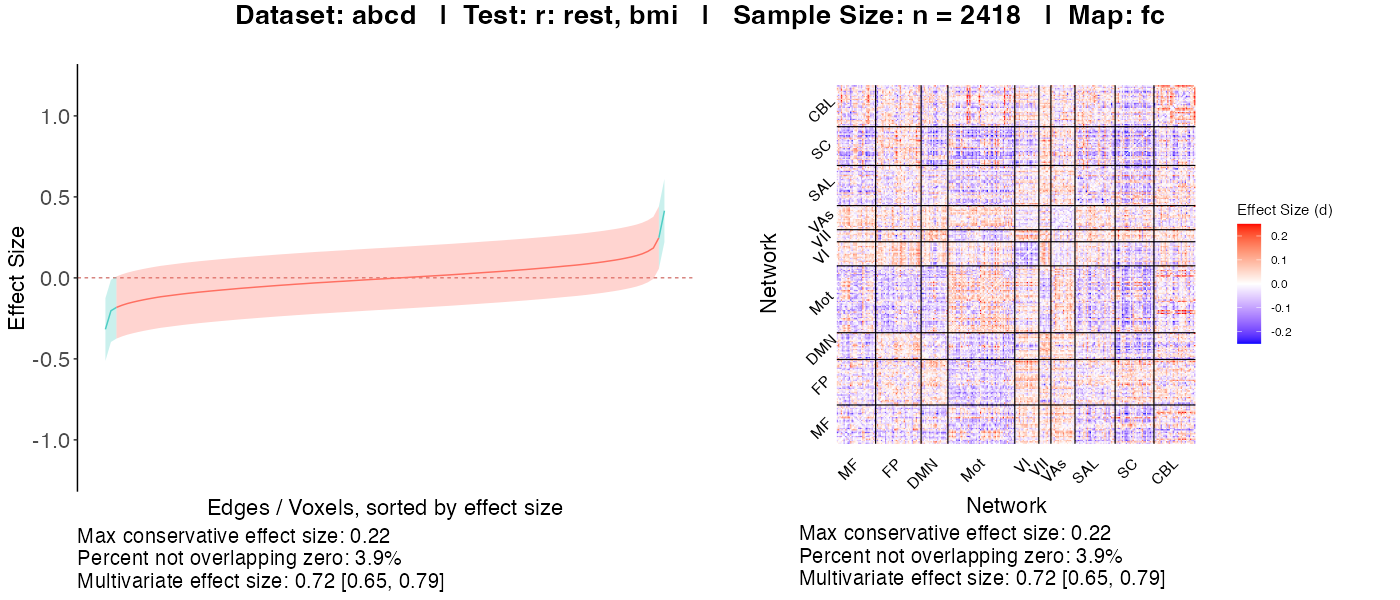 Dataset: abcd | Test: r: rest, bmi | Sample Size: n = 2418 | Map: fc
Effect Size
1.0
0.5
0.0
-0.5
-1.0
Edges / Voxels, sorted by effect size
Max conservative effect size: 0.22
Percent not overlapping zero: 3.9%
Multivariate effect size: 0.72 [0.65, 0.79]
Network
CBL
SC
SAL
VAs
VII
VI
Mot
DMN
FP
MF
MF
FP
DMN
Mot
VI
VII
VAs
SAL
SC
CBL
Network
Max conservative effect size: 0.22
Percent not overlapping zero: 3.9%
Multivariate effect size: 0.72 [0.65, 0.79]
Effect Size (d)
0.2
0.1
0.0
-0.1
-0.2